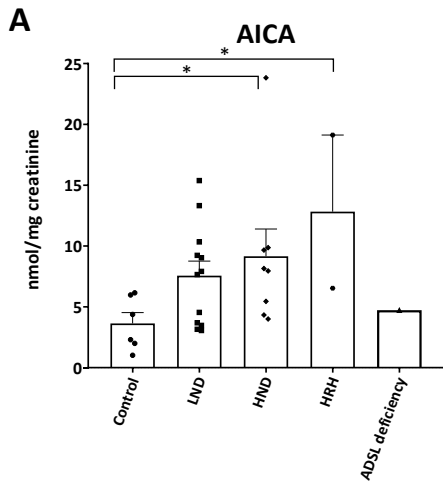 A
AICA
*
*
nmol/mg creatinine
25
20
15
10
5
0
Control
LND
HND
HRH
ADSL deficiency